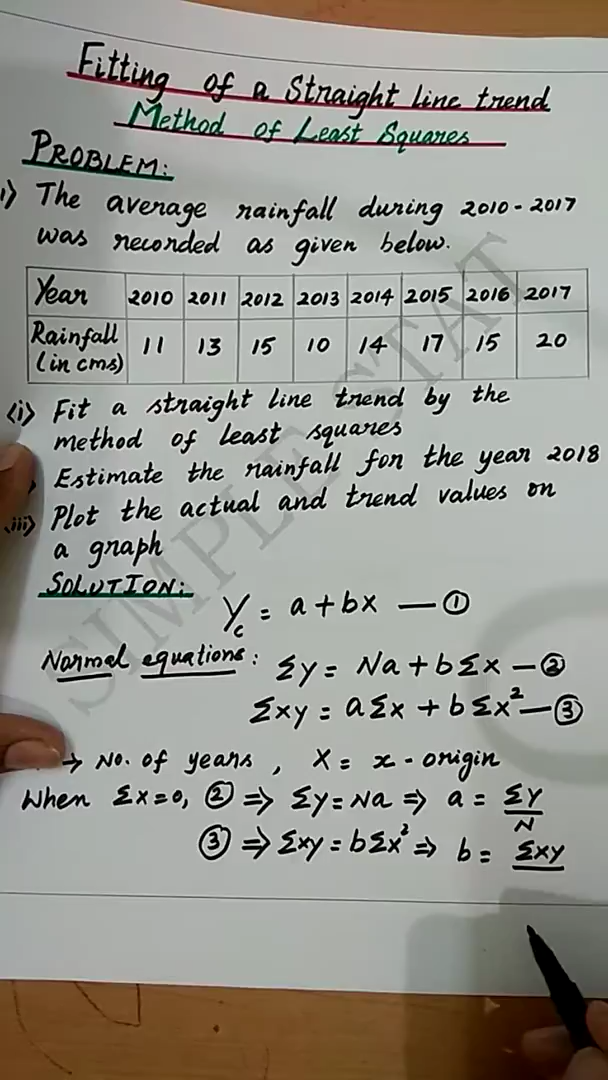 Fitting of a Straight line trend
Method of Least Squares
PROBLEM:
1) The average rainfall during 2010-2017
was recorded as given below.
Year 2010 2011 2012 2013 2014 2015 2016 2017
Rainfall (in cms) 11 13 15 10 14 17 15 20
(i) Fit a straight line trend by the
method of least squares
Estimate the rainfall for the year 2018
(iii) Plot the actual and trend values on
a graph
SOLUTION:
Yc = a + bx — ①
Normal equations: Σy = Na + bΣx — ②
Σxy = aΣx + bΣx² — ③
→ No. of years, X = x - origin
When Σx=0, ② ⇒ Σy = Na ⇒ a = Σy/N
③ ⇒ Σxy = bΣx² ⇒ b = Σxy
SIMPLE STAT